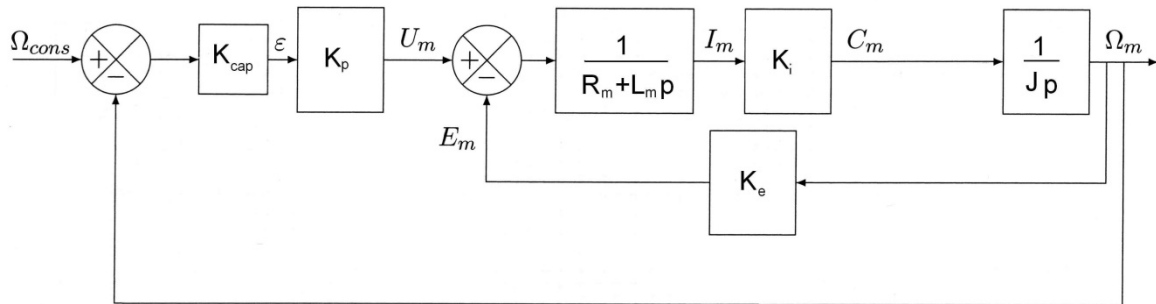 Ω_cons
+
−
K_cap
ε
K_p
U_m
+
−
1
R_m+L_m p
I_m
K_i
C_m
1
J p
Ω_m
E_m
K_e